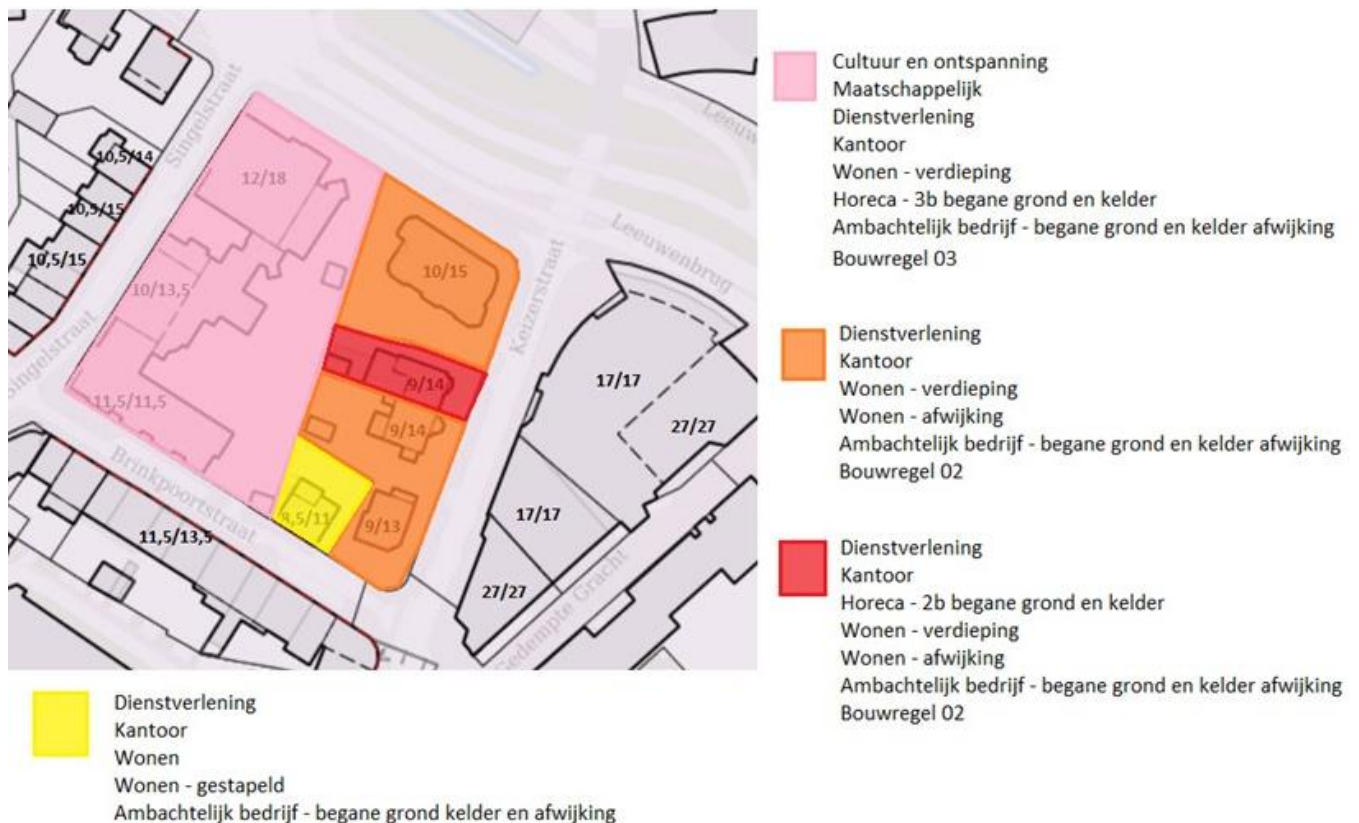 Singelstraat
10,5/14
10,5/15
10,5/15
Singelstraat
12/18
10/13,5
11,5/11,5
Brinkpoortstraat
11,5/13,5
10/15
9/14
9/14
9/13
8,5/11
Keizerstraat
Leeuwenbrug
Leeuw
17/17
27/27
17/17
27/27
Gedempte Gracht
Cultuur en ontspanning
Maatschappelijk
Dienstverlening
Kantoor
Wonen - verdieping
Horeca - 3b begane grond en kelder
Ambachtelijk bedrijf - begane grond en kelder afwijking
Bouwregel 03
Dienstverlening
Kantoor
Wonen - verdieping
Wonen - afwijking
Ambachtelijk bedrijf - begane grond en kelder afwijking
Bouwregel 02
Dienstverlening
Kantoor
Horeca - 2b begane grond en kelder
Wonen - verdieping
Wonen - afwijking
Ambachtelijk bedrijf - begane grond en kelder afwijking
Bouwregel 02
Dienstverlening
Kantoor
Wonen
Wonen - gestapeld
Ambachtelijk bedrijf - begane grond kelder en afwijking